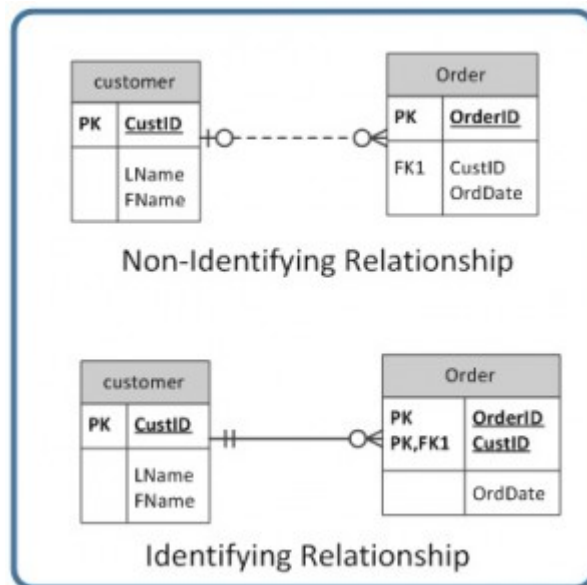 customer
PK CustID
LName
FName
Order
PK OrderID
FK1 CustID
OrdDate
Non-Identifying Relationship
customer
PK CustID
LName
FName
Order
PK OrderID
PK,FK1 CustID
OrdDate
Identifying Relationship